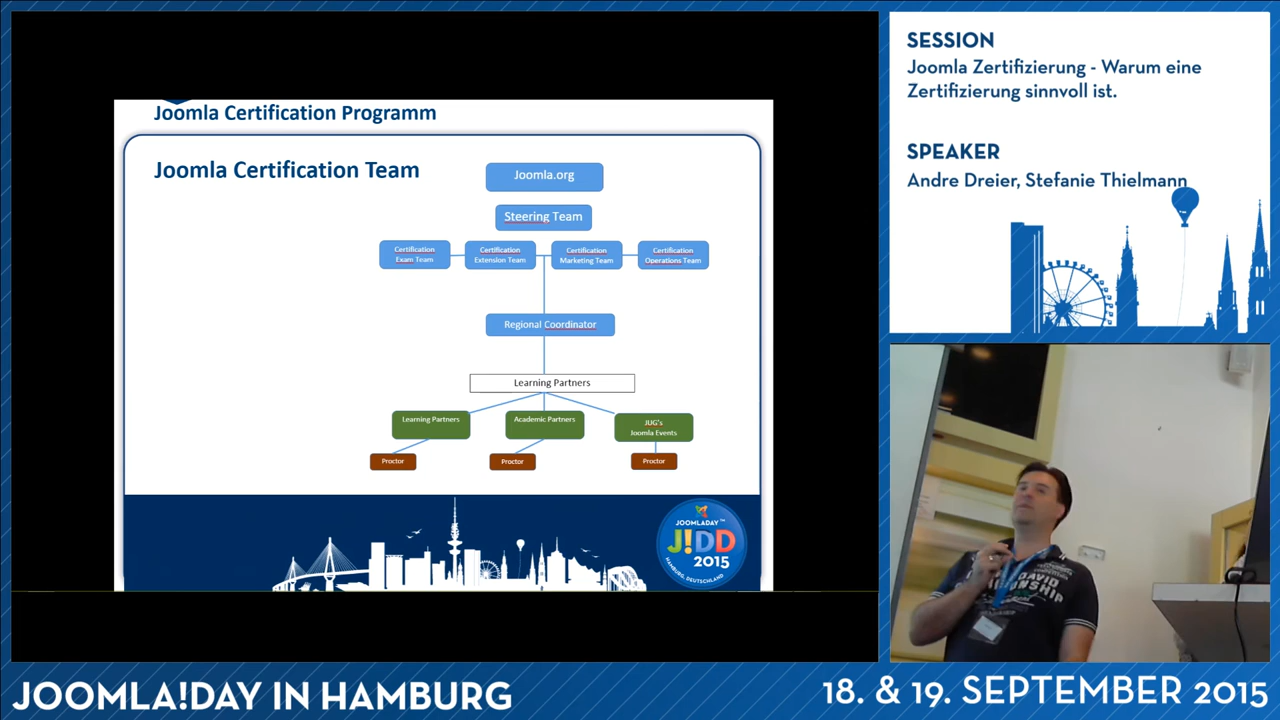 Joomla Certification Programm
Joomla Certification Team
Joomla.org
Steering Team
Certification
Exam Team
Certification
Extension Team
Certification
Marketing Team
Certification
Operations Team
Regional Coordinator
Learning Partners
Learning Partners
Academic Partners
JUG's
Joomla Events
Proctor
Proctor
Proctor
JOOMLADAY™
J!DD
2015
HAMBURG, DEUTSCHLAND
SESSION
Joomla Zertifizierung - Warum eine
Zertifizierung sinnvoll ist.
SPEAKER
Andre Dreier, Stefanie Thielmann
DAVID
JOOMLA!DAY IN HAMBURG
18. & 19. SEPTEMBER 2015